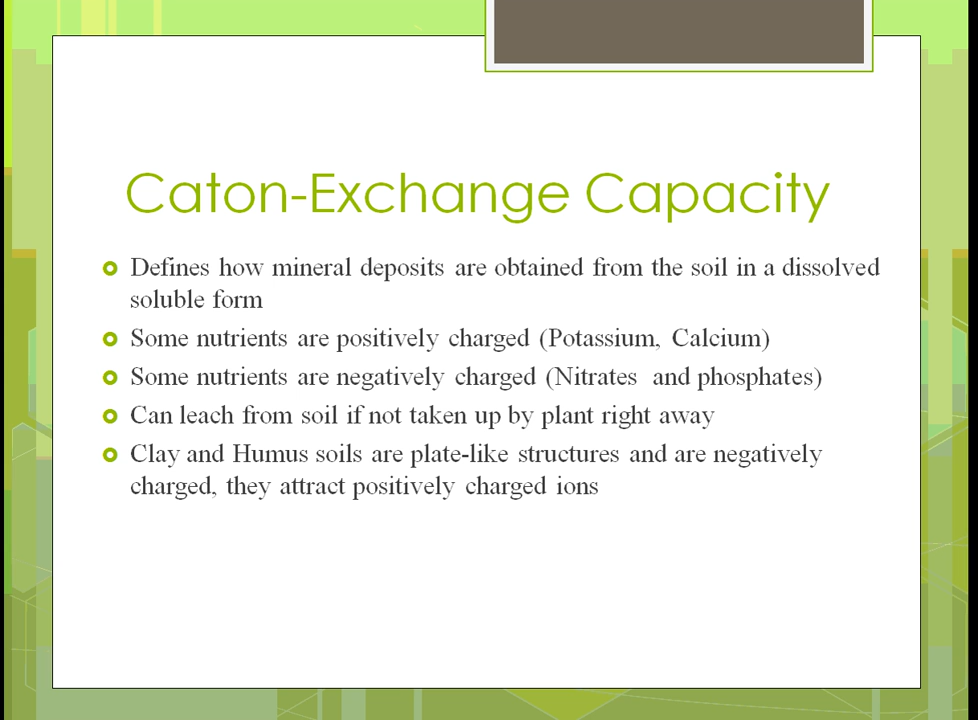 Caton-Exchange Capacity
Defines how mineral deposits are obtained from the soil in a dissolved
soluble form
Some nutrients are positively charged (Potassium, Calcium)
Some nutrients are negatively charged (Nitrates and phosphates)
Can leach from soil if not taken up by plant right away
Clay and Humus soils are plate-like structures and are negatively
charged, they attract positively charged ions